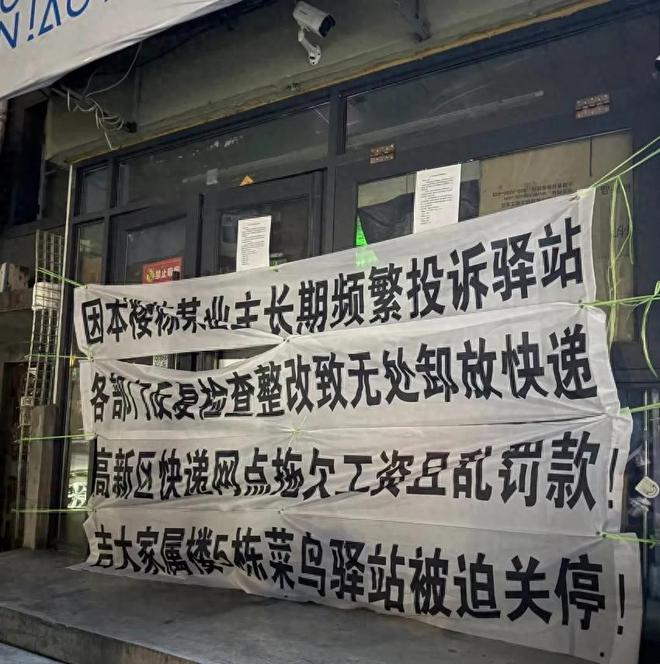 因本楼栋某业主长期频繁投诉驿站
各部门反复检查整改致无处卸放快递
高新区快递网点拖欠工资且乱罚款！
吉大家属楼5栋菜鸟驿站被迫关停！